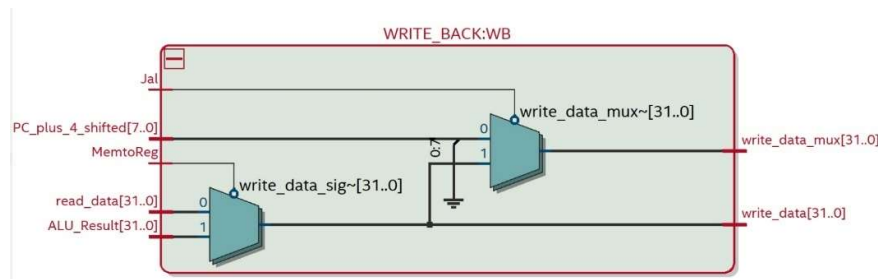 WRITE_BACK:WB
Jal
write_data_mux~[31..0]
PC_plus_4_shifted[7..0]
0
write_data_mux[31..0]
MemtoReg
0:7
1
write_data_sig~[31..0]
read_data[31..0]
0
write_data[31..0]
ALU_Result[31..0]
1